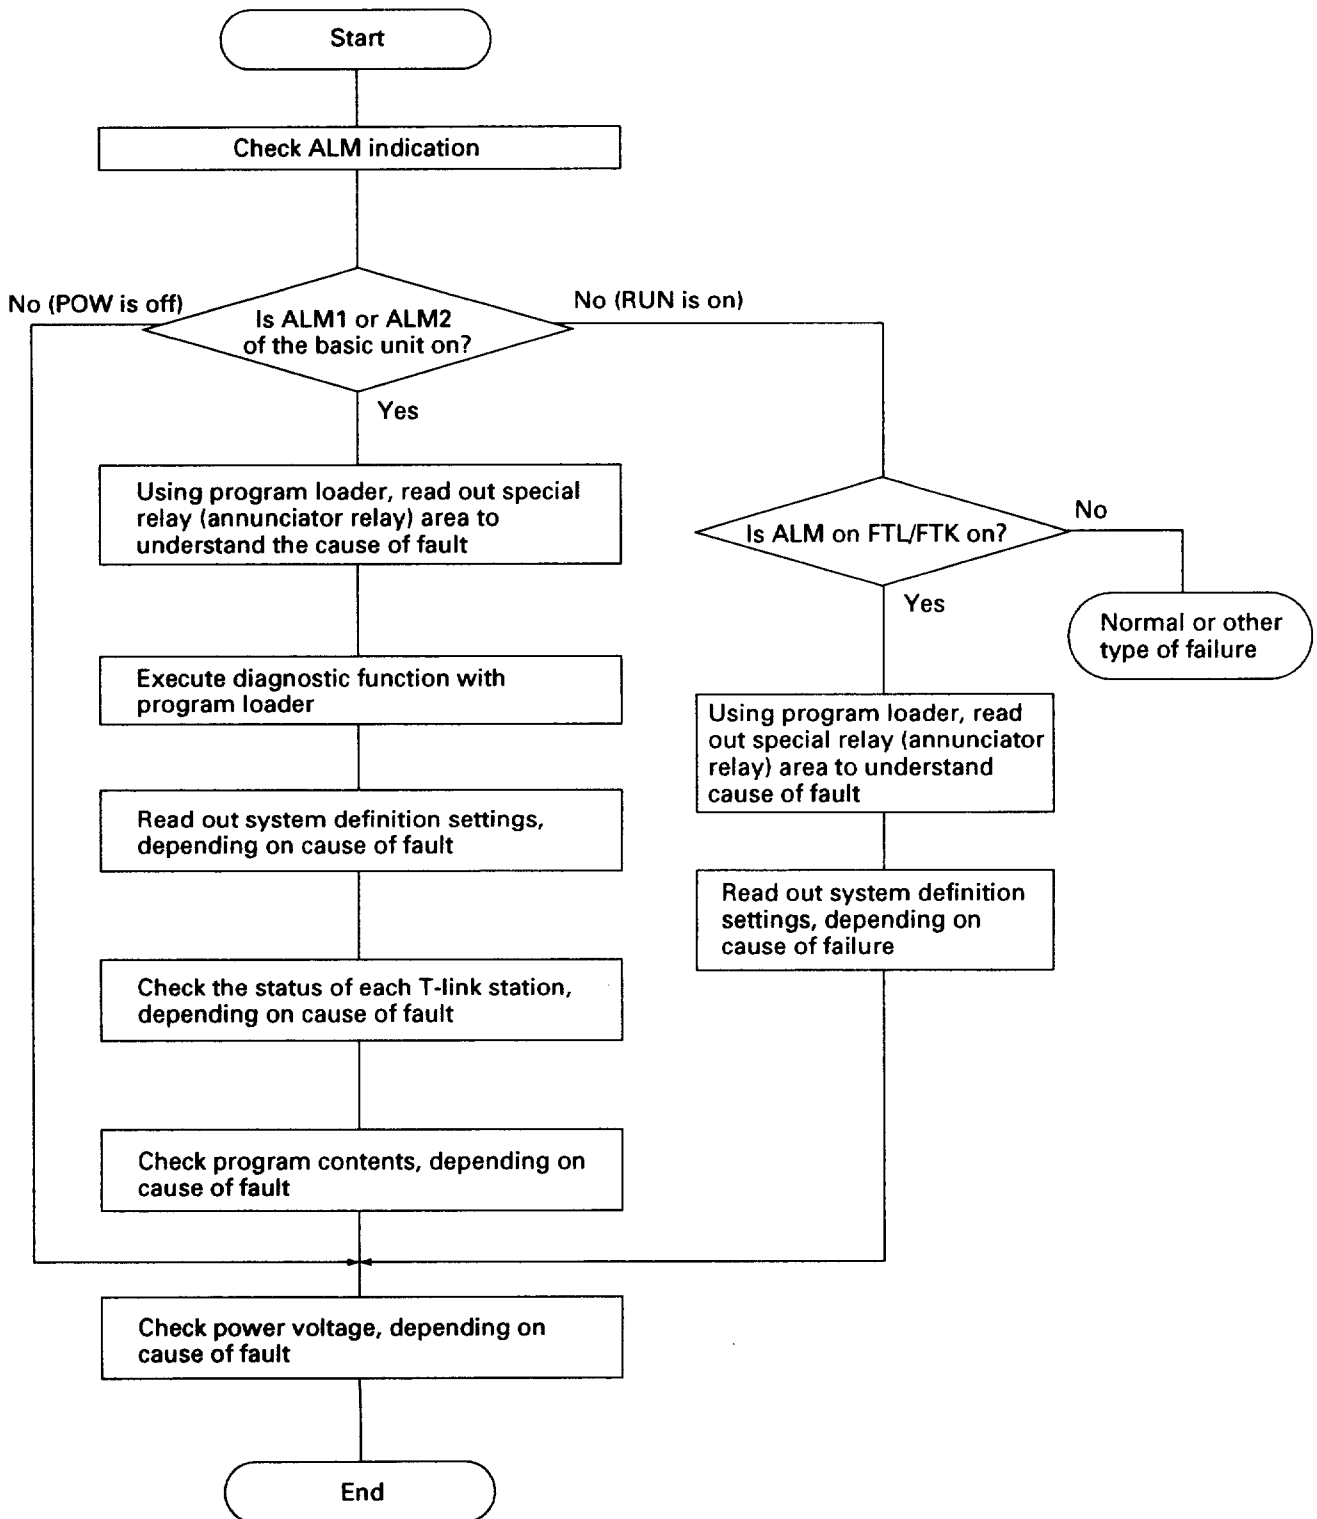 Start
Check ALM indication
No (POW is off)
Is ALM1 or ALM2
of the basic unit on?
No (RUN is on)
Yes
Using program loader, read out special
relay (annunciator relay) area to
understand the cause of fault
Is ALM on FTL/FTK on?
No
Yes
Normal or other
type of failure
Execute diagnostic function with
program loader
Using program loader, read
out special relay (annunciator
relay) area to understand
cause of fault
Read out system definition settings,
depending on cause of fault
Read out system definition
settings, depending on
cause of failure
Check the status of each T-link station,
depending on cause of fault
Check program contents, depending on
cause of fault
Check power voltage, depending on
cause of fault
End